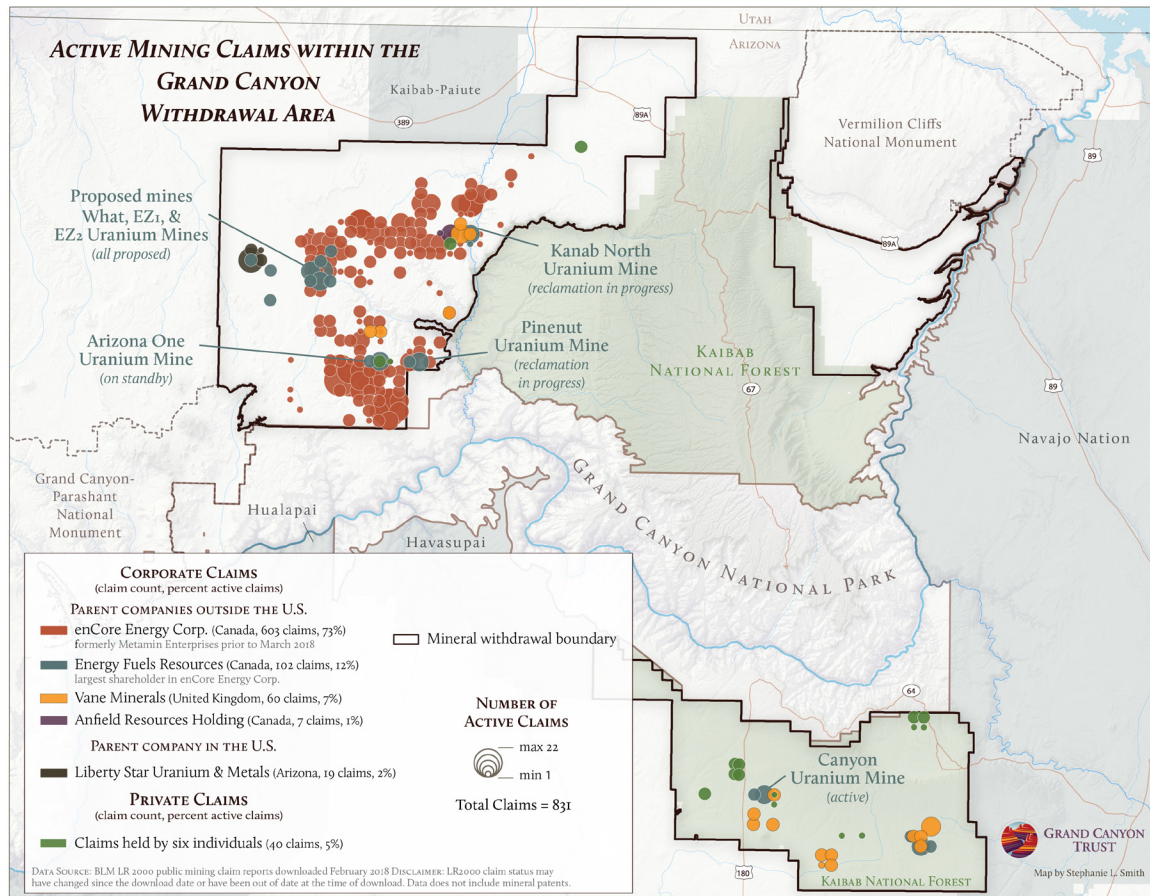 ACTIVE MINING CLAIMS WITHIN THE
GRAND CANYON
WITHDRAWAL AREA
UTAH
ARIZONA
Kaibab-Paiute
389
89A
Vermilion Cliffs
National Monument
89
Proposed mines
What, EZ1, &
EZ2 Uranium Mines
(all proposed)
Kanab North
Uranium Mine
(reclamation in progress)
89A
Arizona One
Uranium Mine
(on standby)
Pinenut
Uranium Mine
(reclamation
in progress)
KAIBAB
NATIONAL FOREST
67
89
Navajo Nation
Grand Canyon-
Parashant
National
Monument
Hualapai
Havasupai
GRAND CANYON NATIONAL PARK
CORPORATE CLAIMS
(claim count, percent active claims)
PARENT COMPANIES OUTSIDE THE U.S.
enCore Energy Corp. (Canada, 603 claims, 73%)
formerly Metamin Enterprises prior to March 2018
Energy Fuels Resources (Canada, 102 claims, 12%)
largest shareholder in enCore Energy Corp.
Vane Minerals (United Kingdom, 60 claims, 7%)
Anfield Resources Holding (Canada, 7 claims, 1%)
PARENT COMPANY IN THE U.S.
Liberty Star Uranium & Metals (Arizona, 19 claims, 2%)
PRIVATE CLAIMS
(claim count, percent active claims)
Claims held by six individuals (40 claims, 5%)
Mineral withdrawal boundary
NUMBER OF
ACTIVE CLAIMS
max 22
min 1
Total Claims = 831
DATA SOURCE: BLM LR 2000 public mining claim reports downloaded February 2018 DISCLAIMER: LR2000 claim status may
have changed since the download date or have been out of date at the time of download. Data does not include mineral patents.
64
Canyon
Uranium Mine
(active)
180
KAIBAB NATIONAL FOREST
GRAND CANYON
TRUST
Map by Stephanie L. Smith